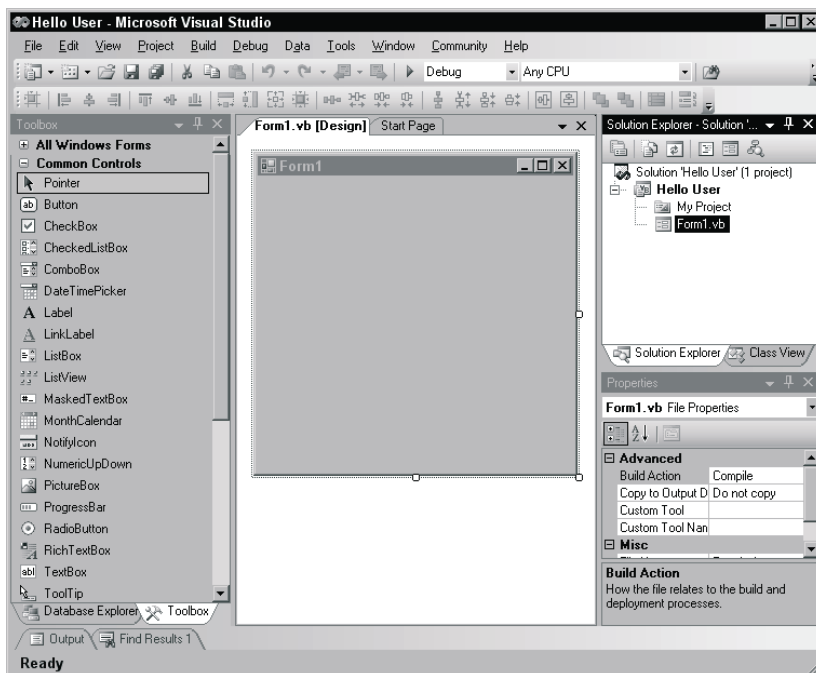 Hello User - Microsoft Visual Studio
File Edit View Project Build Debug Data Tools Window Community Help
Debug Any CPU
Toolbox
All Windows Forms
Common Controls
Pointer
Button
CheckBox
CheckedListBox
ComboBox
DateTimePicker
A Label
A LinkLabel
ListBox
ListView
MaskedTextBox
MonthCalendar
NotifyIcon
NumericUpDown
PictureBox
ProgressBar
RadioButton
RichTextBox
abl TextBox
ToolTip
Database Explorer Toolbox
Form1.vb [Design] Start Page
Form1
Solution Explorer - Solution '...
Solution 'Hello User' (1 project)
Hello User
My Project
Form1.vb
Solution Explorer Class View
Properties
Form1.vb File Properties
Advanced
Build Action Compile
Copy to Output D Do not copy
Custom Tool
Custom Tool Nan
Misc
Build Action
How the file relates to the build and
deployment processes.
Output Find Results 1
Ready